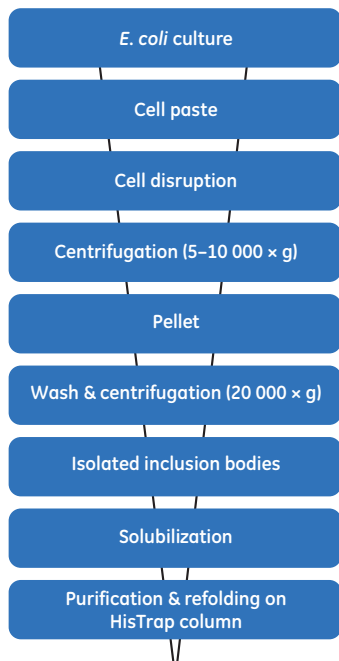 E. coli culture
Cell paste
Cell disruption
Centrifugation (5–10 000 × g)
Pellet
Wash & centrifugation (20 000 × g)
Isolated inclusion bodies
Solubilization
Purification & refolding on
HisTrap column